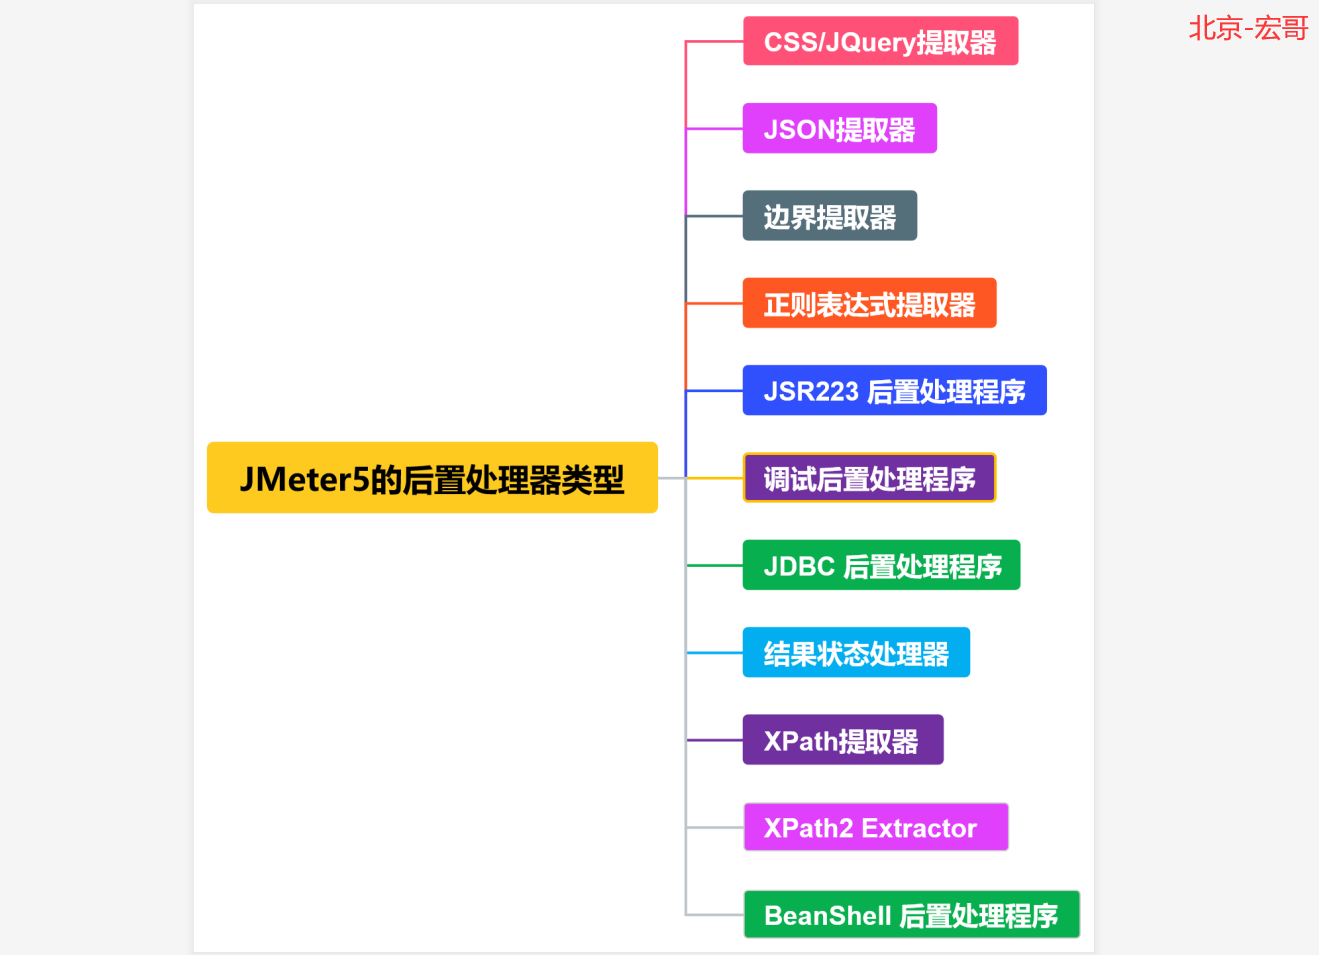 北京-宏哥
CSS/JQuery提取器
JSON提取器
边界提取器
正则表达式提取器
JSR223 后置处理程序
JMeter5的后置处理器类型
调试后置处理程序
JDBC 后置处理程序
结果状态处理器
XPath提取器
XPath2 Extractor
BeanShell 后置处理程序